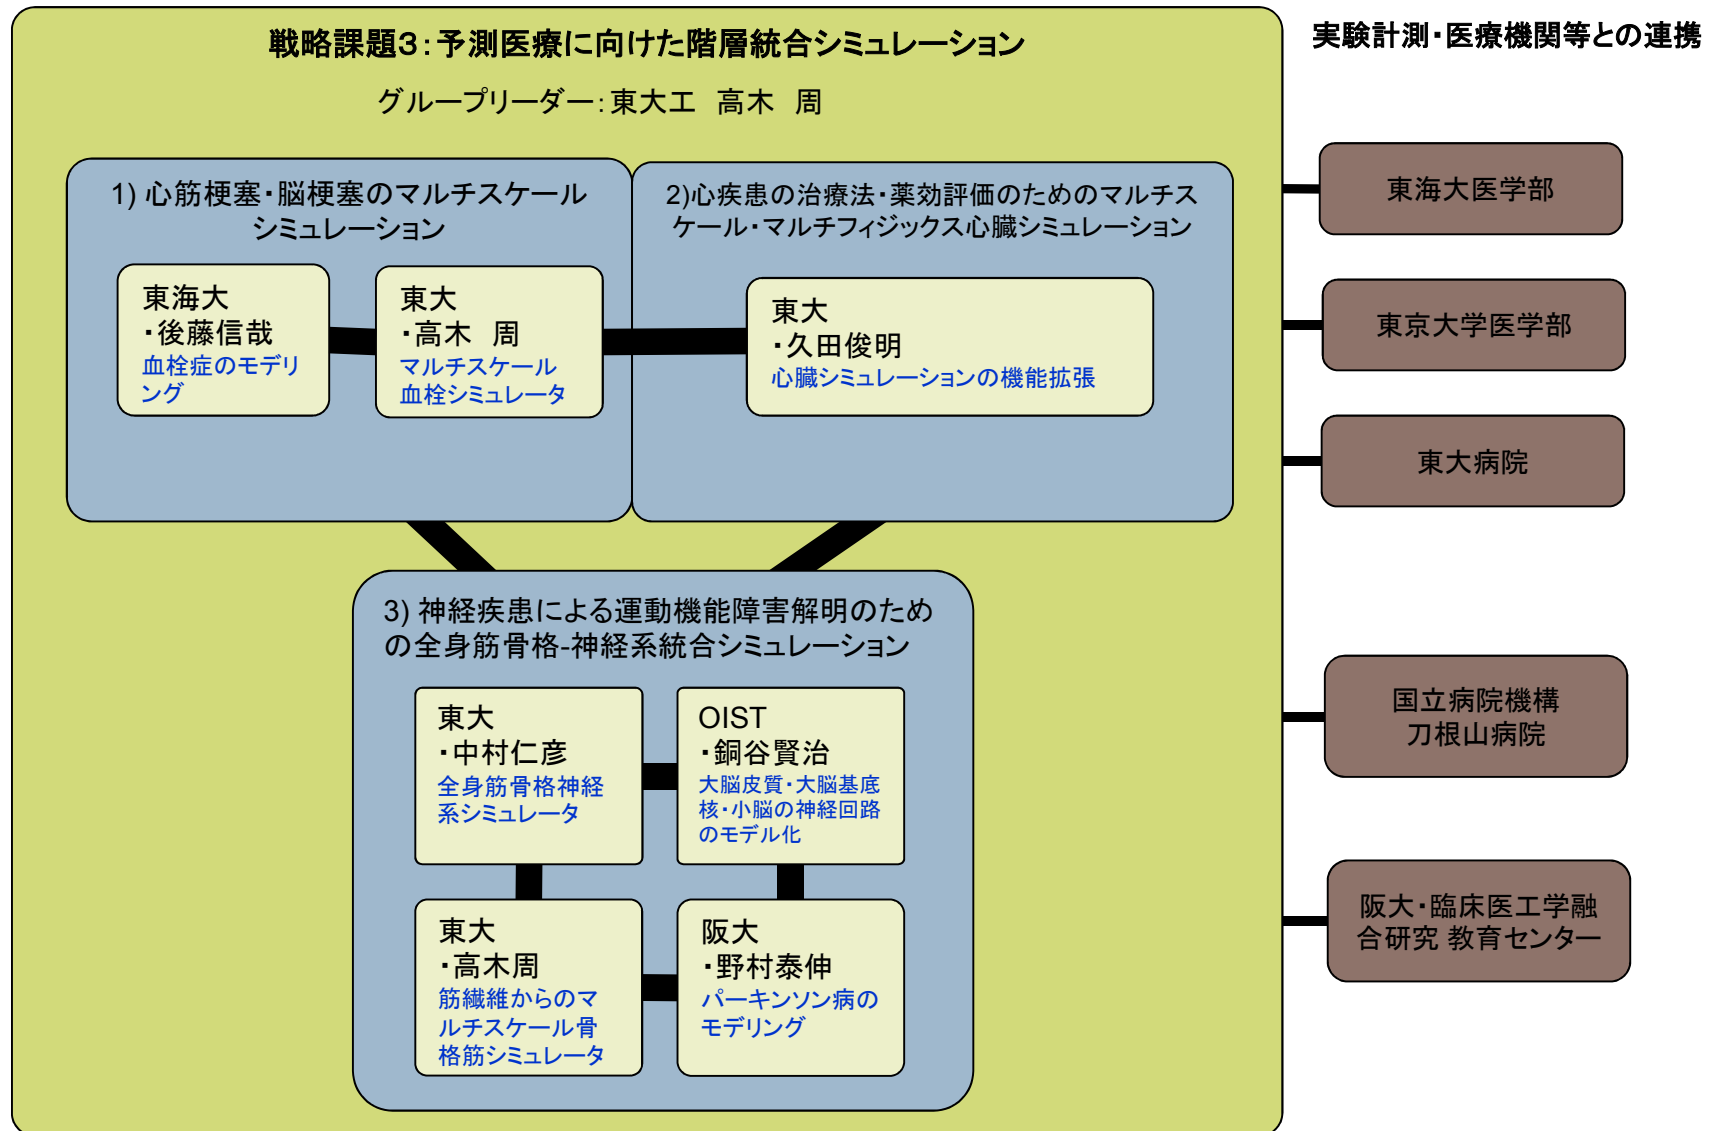 戦略課題3:予測医療に向けた階層統合シミュレーション
グループリーダー:東大工　高木　周
実験計測・医療機関等との連携
1) 心筋梗塞・脳梗塞のマルチスケール
シミュレーション
東海大
・後藤信哉
血栓症のモデリ
ング
東大
・高木　周
マルチスケール
血栓シミュレータ
2)心疾患の治療法・薬効評価のためのマルチス
ケール・マルチフィジックス心臓シミュレーション
東大
・久田俊明
心臓シミュレーションの機能拡張
3) 神経疾患による運動機能障害解明のため
の全身筋骨格-神経系統合シミュレーション
東大
・中村仁彦
全身筋骨格神経
系シミュレータ
OIST
・銅谷賢治
大脳皮質・大脳基底
核・小脳の神経回路
のモデル化
東大
・高木周
筋繊維からのマ
ルチスケール骨
格筋シミュレータ
阪大
・野村泰伸
パーキンソン病の
モデリング
東海大医学部
東京大学医学部
東大病院
国立病院機構
刀根山病院
阪大・臨床医工学融
合研究 教育センター